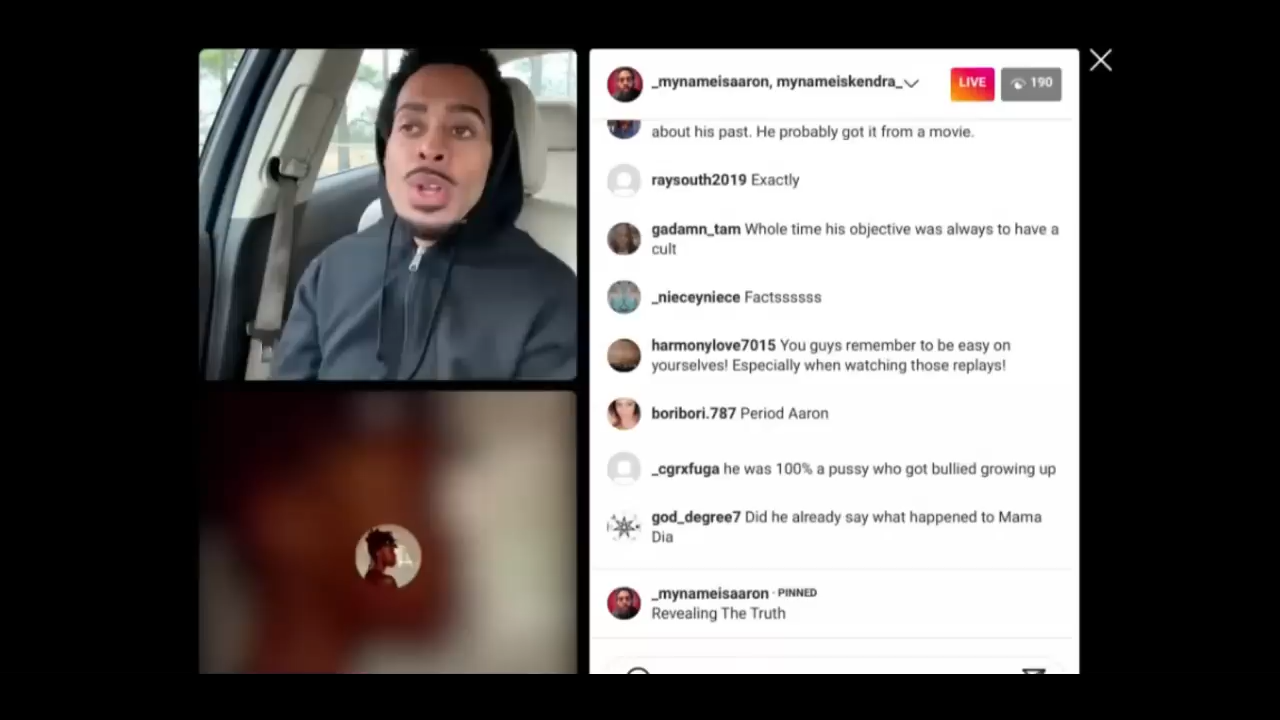 _mynameisaaron, mynameiskendra_
LIVE
190
about his past. He probably got it from a movie.
raysouth2019 Exactly
gadamn_tam Whole time his objective was always to have a
cult
_nieceyniece Factssssss
harmonylove7015 You guys remember to be easy on
yourselves! Especially when watching those replays!
boribori.787 Period Aaron
_cgrxfuga he was 100% a pussy who got bullied growing up
god_degree7 Did he already say what happened to Mama
Dia
_mynameisaaron · PINNED
Revealing The Truth